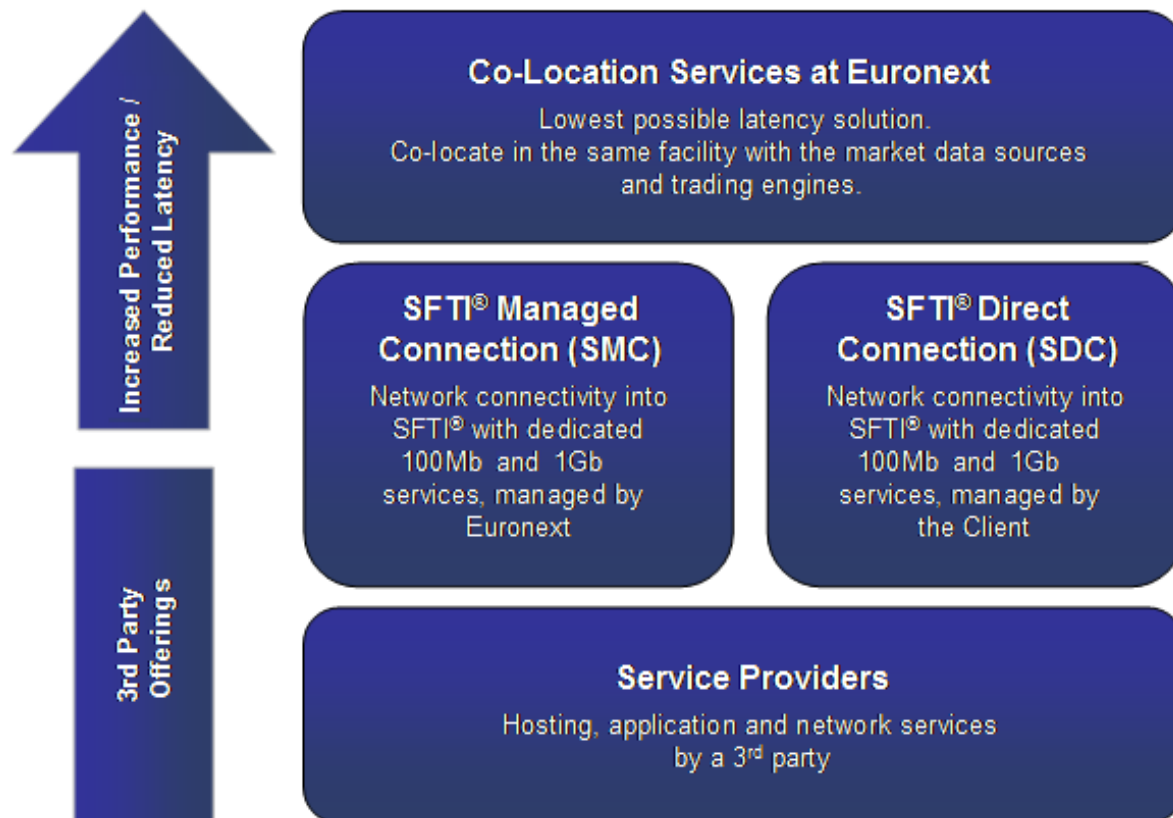 Increased Performance /
Reduced Latency
3rd Party
Offerings
Co-Location Services at Euronext
Lowest possible latency solution.
Co-locate in the same facility with the market data sources
and trading engines.
SFTI® Managed
Connection (SMC)
Network connectivity into
SFTI® with dedicated
100Mb and 1Gb
services, managed by
Euronext
SFTI® Direct
Connection (SDC)
Network connectivity into
SFTI® with dedicated
100Mb and 1Gb
services, managed by
the Client
Service Providers
Hosting, application and network services
by a 3rd party